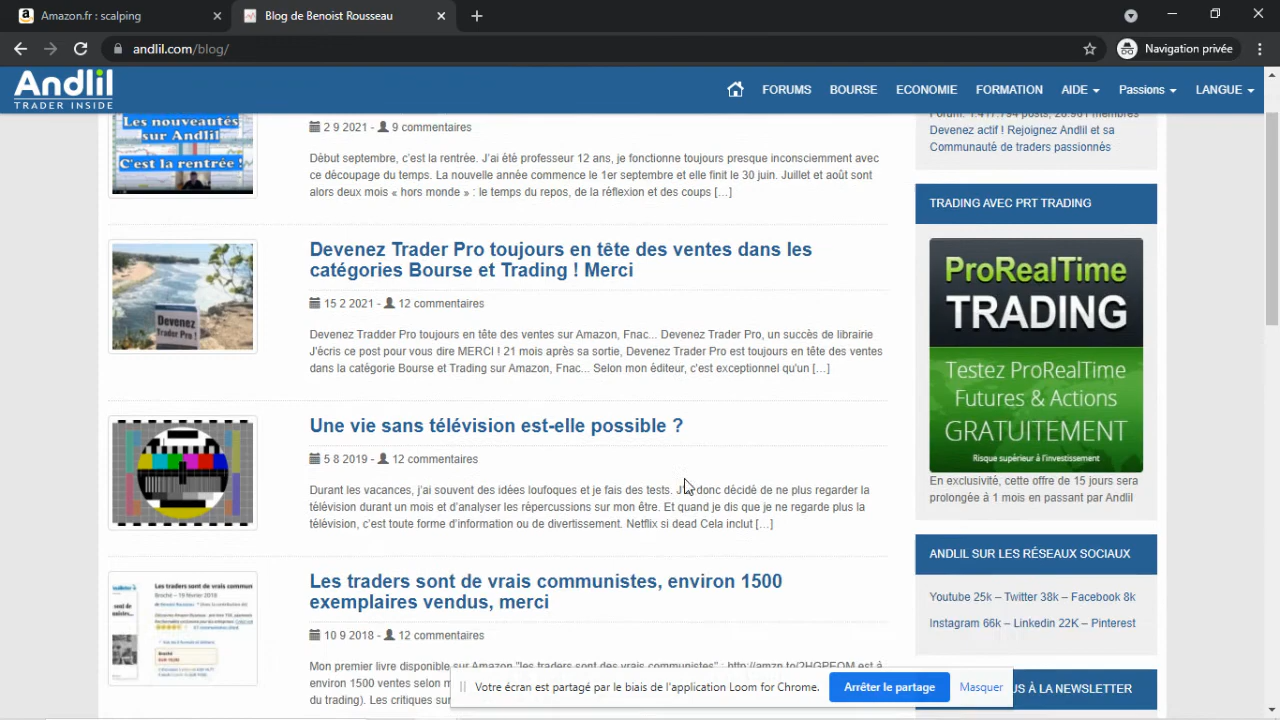 Amazon.fr : scalping
Blog de Benoist Rousseau
andlil.com/blog/
Navigation privée
Andlil
TRADER INSIDE
FORUMS BOURSE ECONOMIE FORMATION AIDE Passions LANGUE
Les nouveautés
sur Andlil
C'est la rentrée !
2 9 2021 - 9 commentaires
Début septembre, c'est la rentrée. J'ai été professeur 12 ans, je fonctionne toujours presque inconsciemment avec
ce découpage du temps. La nouvelle année commence le 1er septembre et elle finit le 30 juin. Juillet et août sont
alors deux mois « hors monde » : le temps du repos, de la réflexion et des coups […]
Devenez Trader Pro toujours en tête des ventes dans les
catégories Bourse et Trading ! Merci
15 2 2021 - 12 commentaires
Devenez
Trader Pro !
Devenez Tradder Pro toujours en tête des ventes sur Amazon, Fnac... Devenez Trader Pro, un succès de librairie
J'écris ce post pour vous dire MERCI ! 21 mois après sa sortie, Devenez Trader Pro est toujours en tête des ventes
dans la catégorie Bourse et Trading sur Amazon, Fnac... Selon mon éditeur, c'est exceptionnel qu'un […]
Une vie sans télévision est-elle possible ?
5 8 2019 - 12 commentaires
Durant les vacances, j'ai souvent des idées loufoques et je fais des tests. donc décidé de ne plus regarder la
télévision durant un mois et d'analyser les répercussions sur mon être. Et quand je dis que je ne regarde plus la
télévision, c'est toute forme d'information ou de divertissement. Netflix si dead Cela inclut […]
Les traders sont de vrais communistes, environ 1500
exemplaires vendus, merci
10 9 2018 - 12 commentaires
Les traders sont de vrais commun
Broché – 19 février 2018
Mon premier livre disponible sur Amazon "les traders sont des vrais communistes" : http://amzn.to/2HGPEOM est à
environ 1500 ventes selon m
du trading). Les critiques su
Forum: 1.417.794 posts, 28.981 membres
Devenez actif ! Rejoignez Andlil et sa
Communauté de traders passionnés
TRADING AVEC PRT TRADING
ProRealTime
TRADING
Testez ProRealTime
Futures & Actions
GRATUITEMENT
Risque supérieur à l'investissement
En exclusivité, cette offre de 15 jours sera
prolongée à 1 mois en passant par Andlil
ANDLIL SUR LES RÉSEAUX SOCIAUX
Youtube 25k – Twitter 38k – Facebook 8k
Instagram 66k – Linkedin 22K – Pinterest
US À LA NEWSLETTER
Votre écran est partagé par le biais de l'application Loom for Chrome.
Arrêter le partage
Masquer